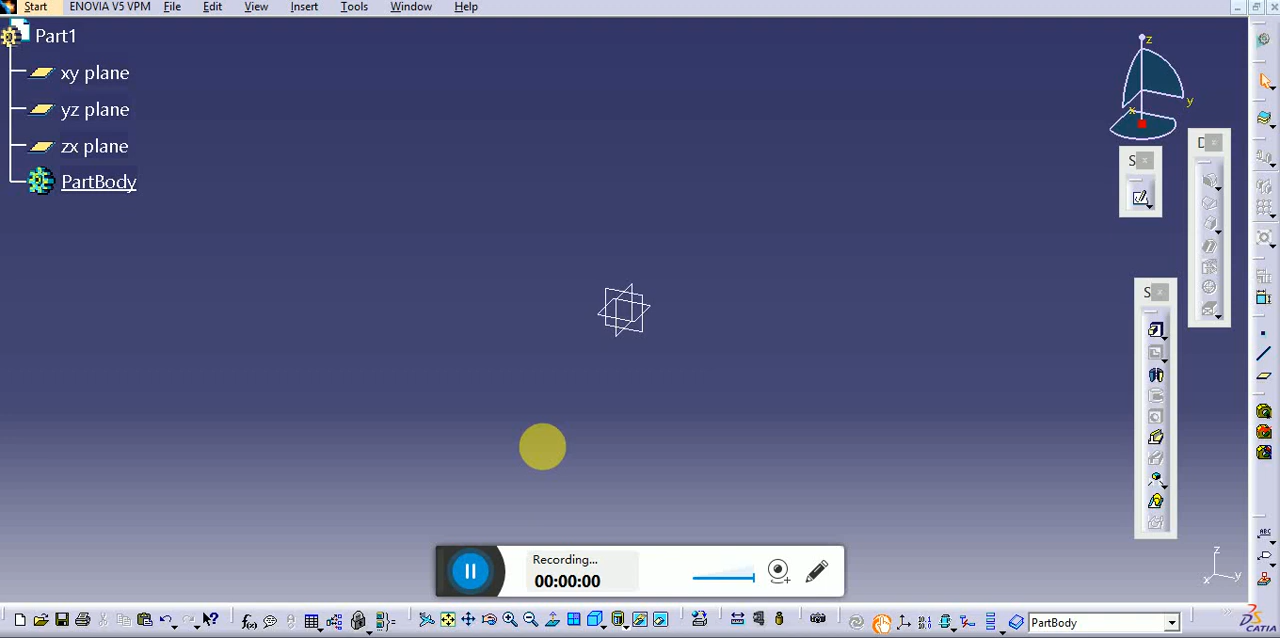 Start ENOVIA V5 VPM File Edit View Insert Tools Window Help
Part1
xy plane
yz plane
zx plane
PartBody
z
y
x
D
S
S
Recording...
00:00:00
z
x y
PartBody
CATIA